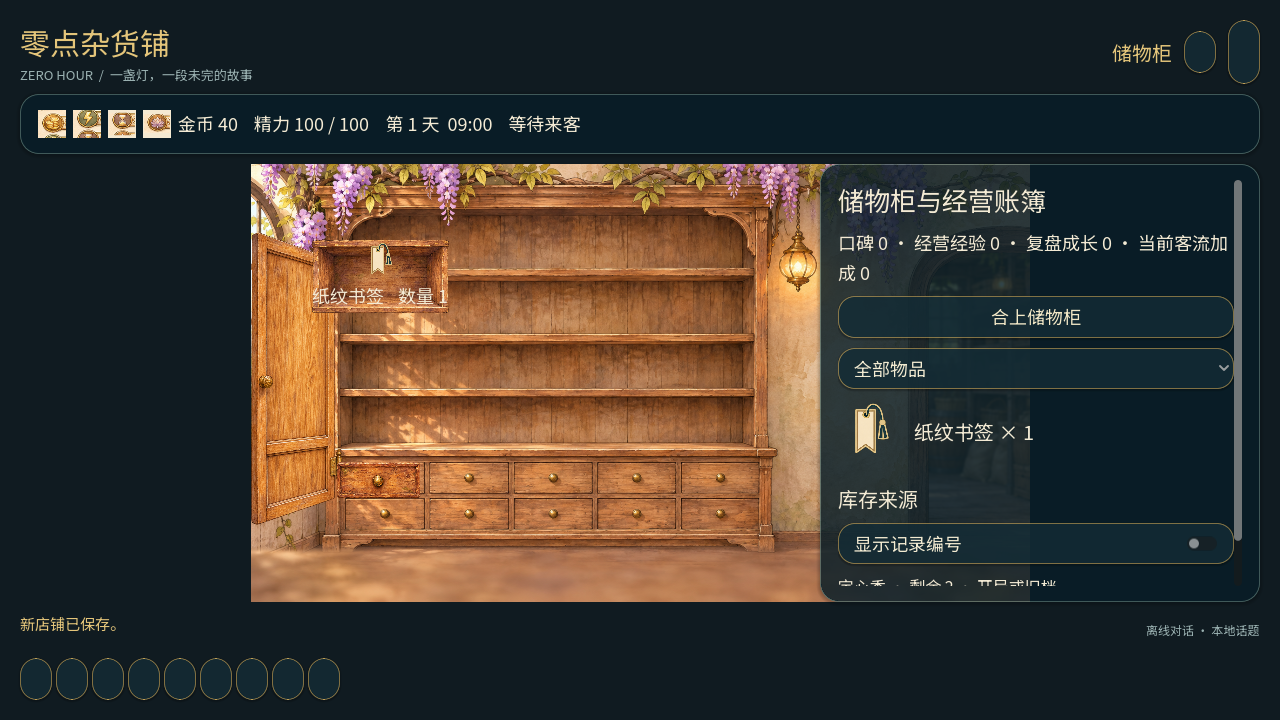 零点杂货铺
ZERO HOUR / 一盏灯，一段未完的故事
储物柜
金币 40 精力 100 / 100 第 1 天 09:00 等待来客
纸纹书签 数量 1
储物柜与经营账簿
口碑 0 · 经营经验 0 · 复盘成长 0 · 当前客流加
成 0
合上储物柜
全部物品
纸纹书签 × 1
库存来源
显示记录编号
新店铺已保存。
离线对话 · 本地话题